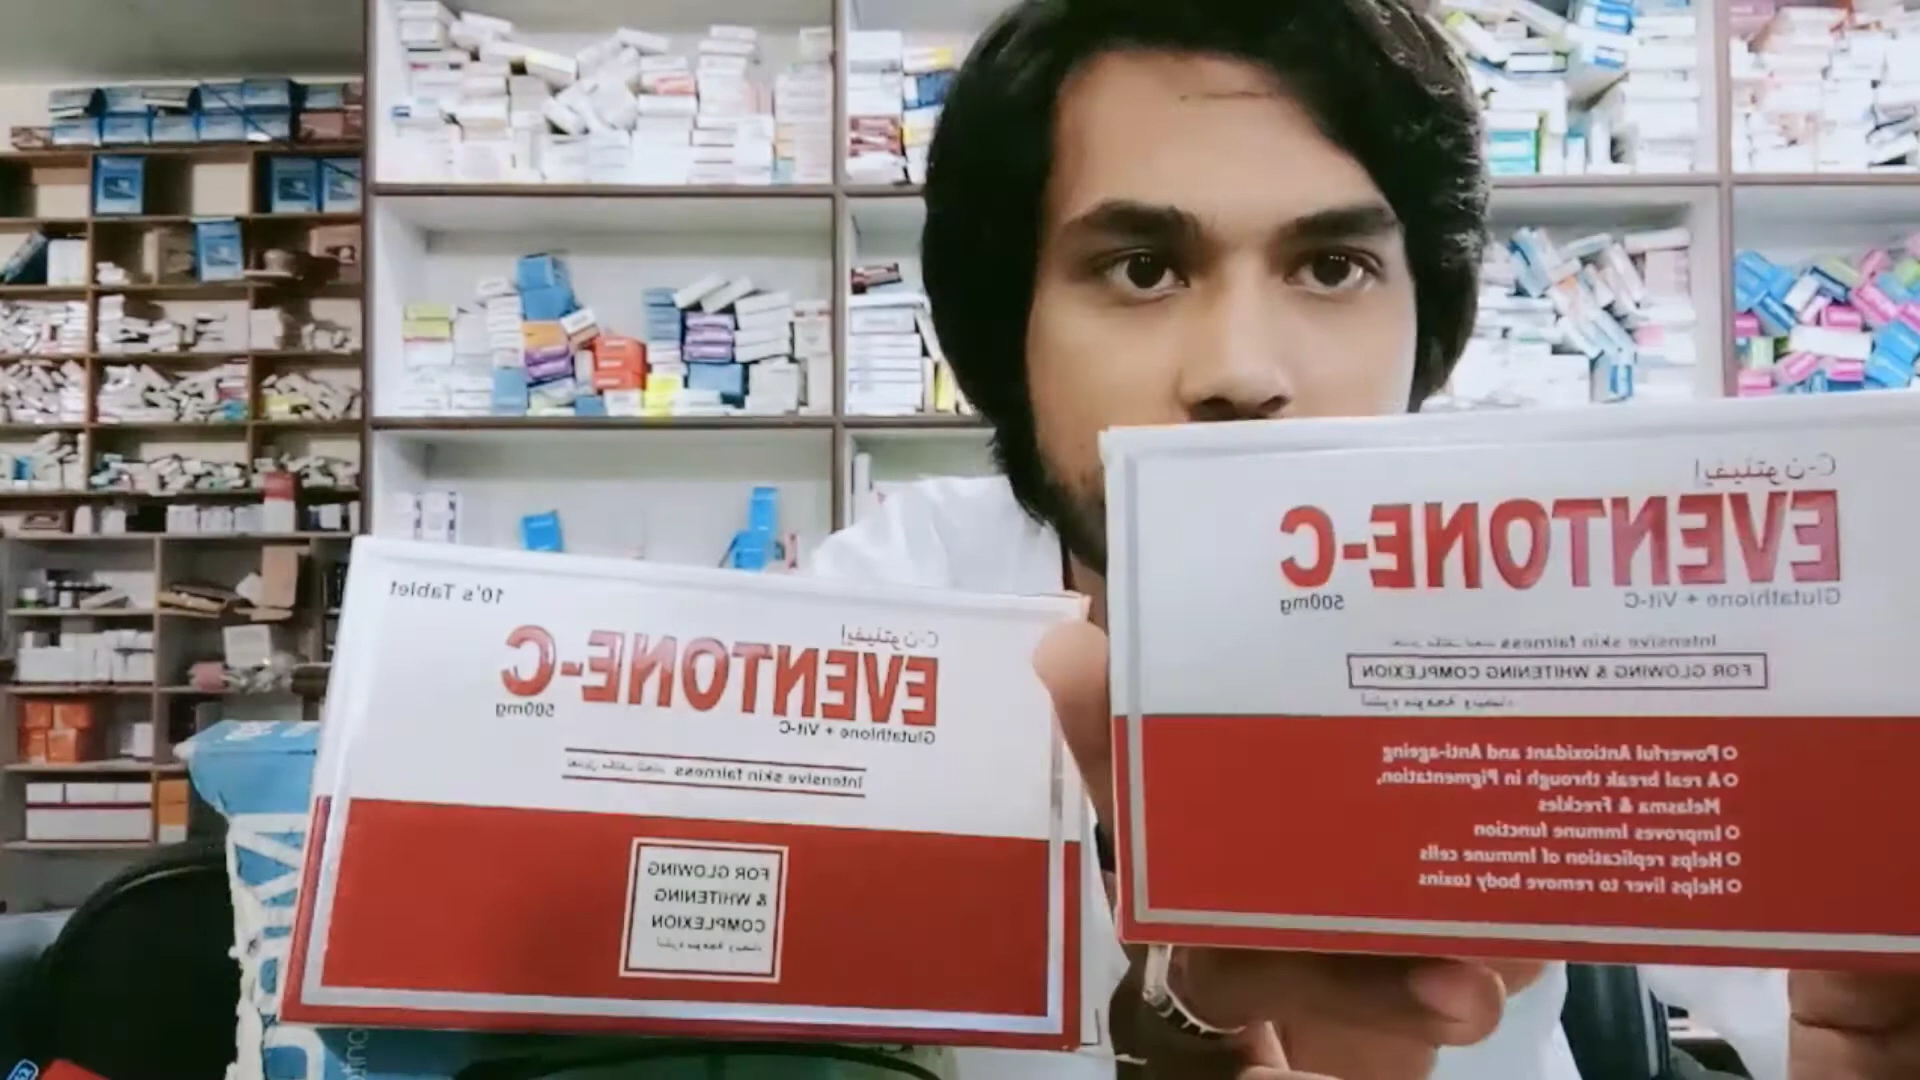 10's Tablet
ايفينتون-C
EVENTONE-C
Glutathione + Vit-C 500mg
Intensive skin fairness
FOR GLOWING
& WHITENING
COMPLEXION
ايفينتون-C
EVENTONE-C
Glutathione + Vit-C 500mg
Intensive skin fairness
FOR GLOWING & WHITENING COMPLEXION
Powerful Antioxidant and Anti-ageing
A real break through in Pigmentation,
Melasma & Freckles
Improves Immune function
Helps replication of Immune cells
Helps liver to remove body toxins